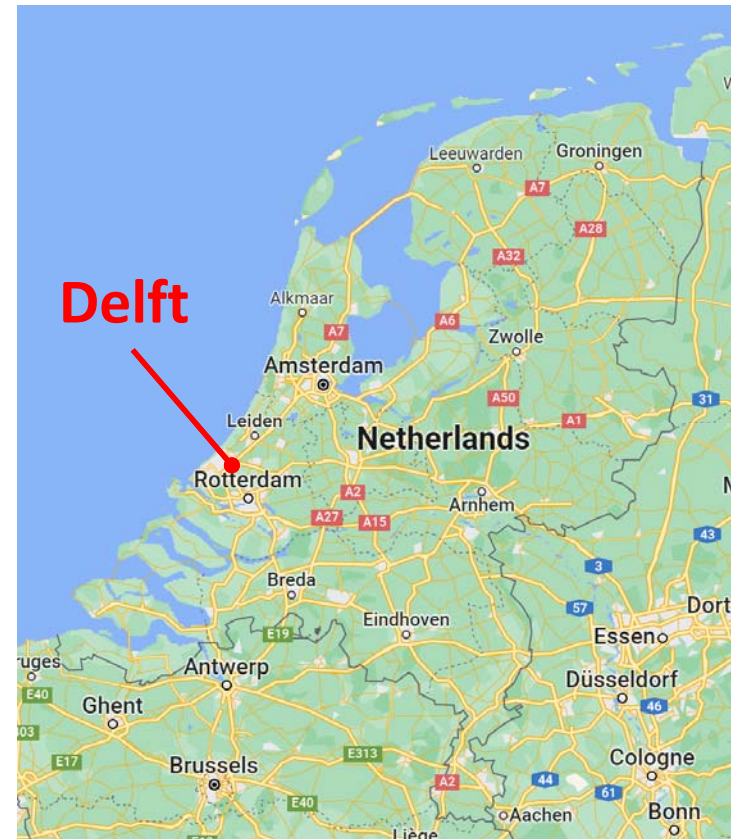 Leeuwarden
Groningen
A7
A28
A32
Delft
Alkmaar
A7
A6
Zwolle
Amsterdam
A50
31
A1
Leiden
Netherlands
Rotterdam
A2
Arnhem
A27
A15
43
3
Breda
57
Dort
Eindhoven
E19
Essen
ruges
Antwerp
E40
Düsseldorf
Ghent
46
403
E313
E17
Brussels
Cologne
A2
44
E40
61
Aachen
Bonn
Liège